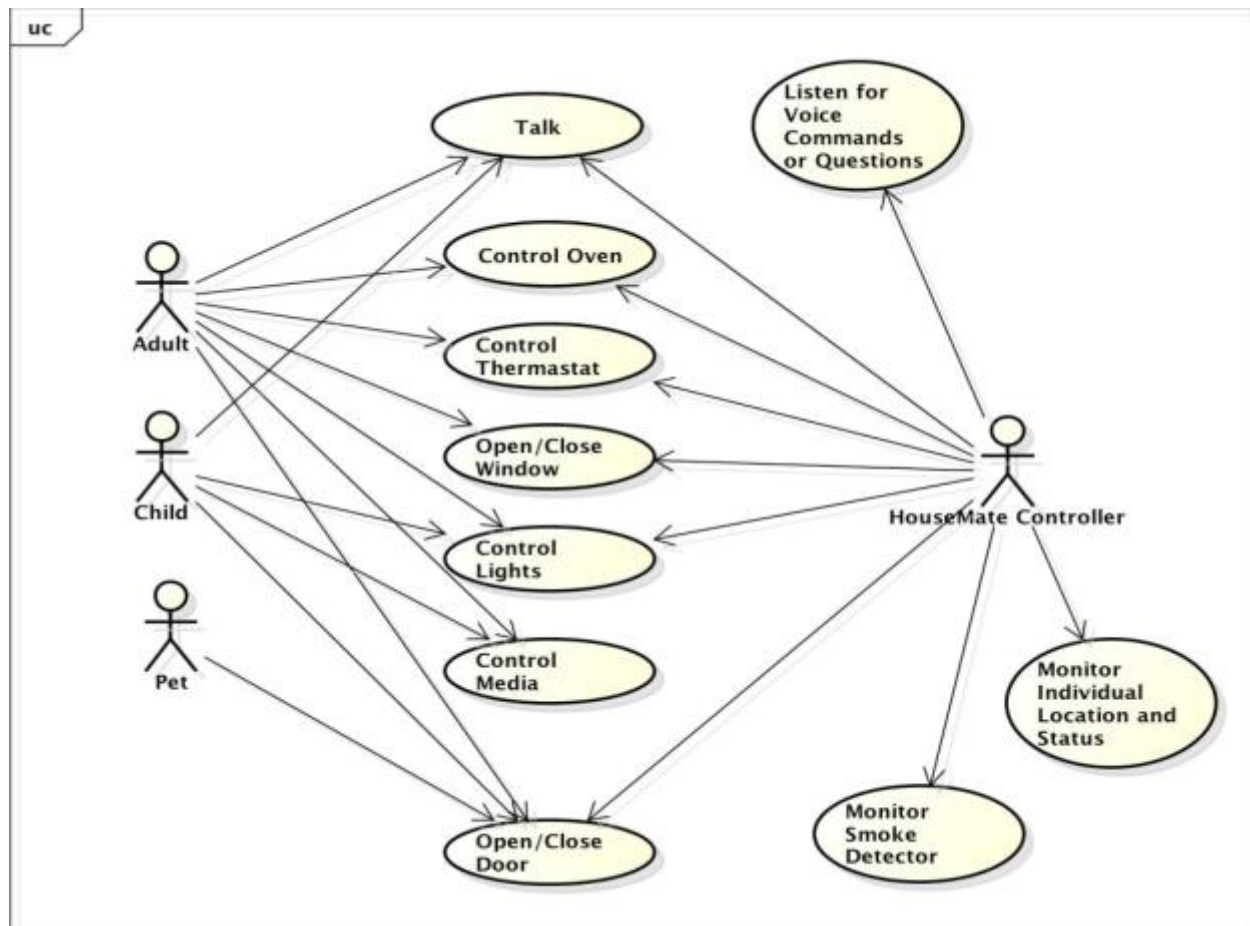 uc
Talk
Listen for
Voice
Commands
or Questions
Control Oven
Adult
Control
Thermastat
Child
Open/Close
Window
HouseMate Controller
Control
Lights
Pet
Control
Media
Monitor
Individual
Location and
Status
Open/Close
Door
Monitor
Smoke
Detector